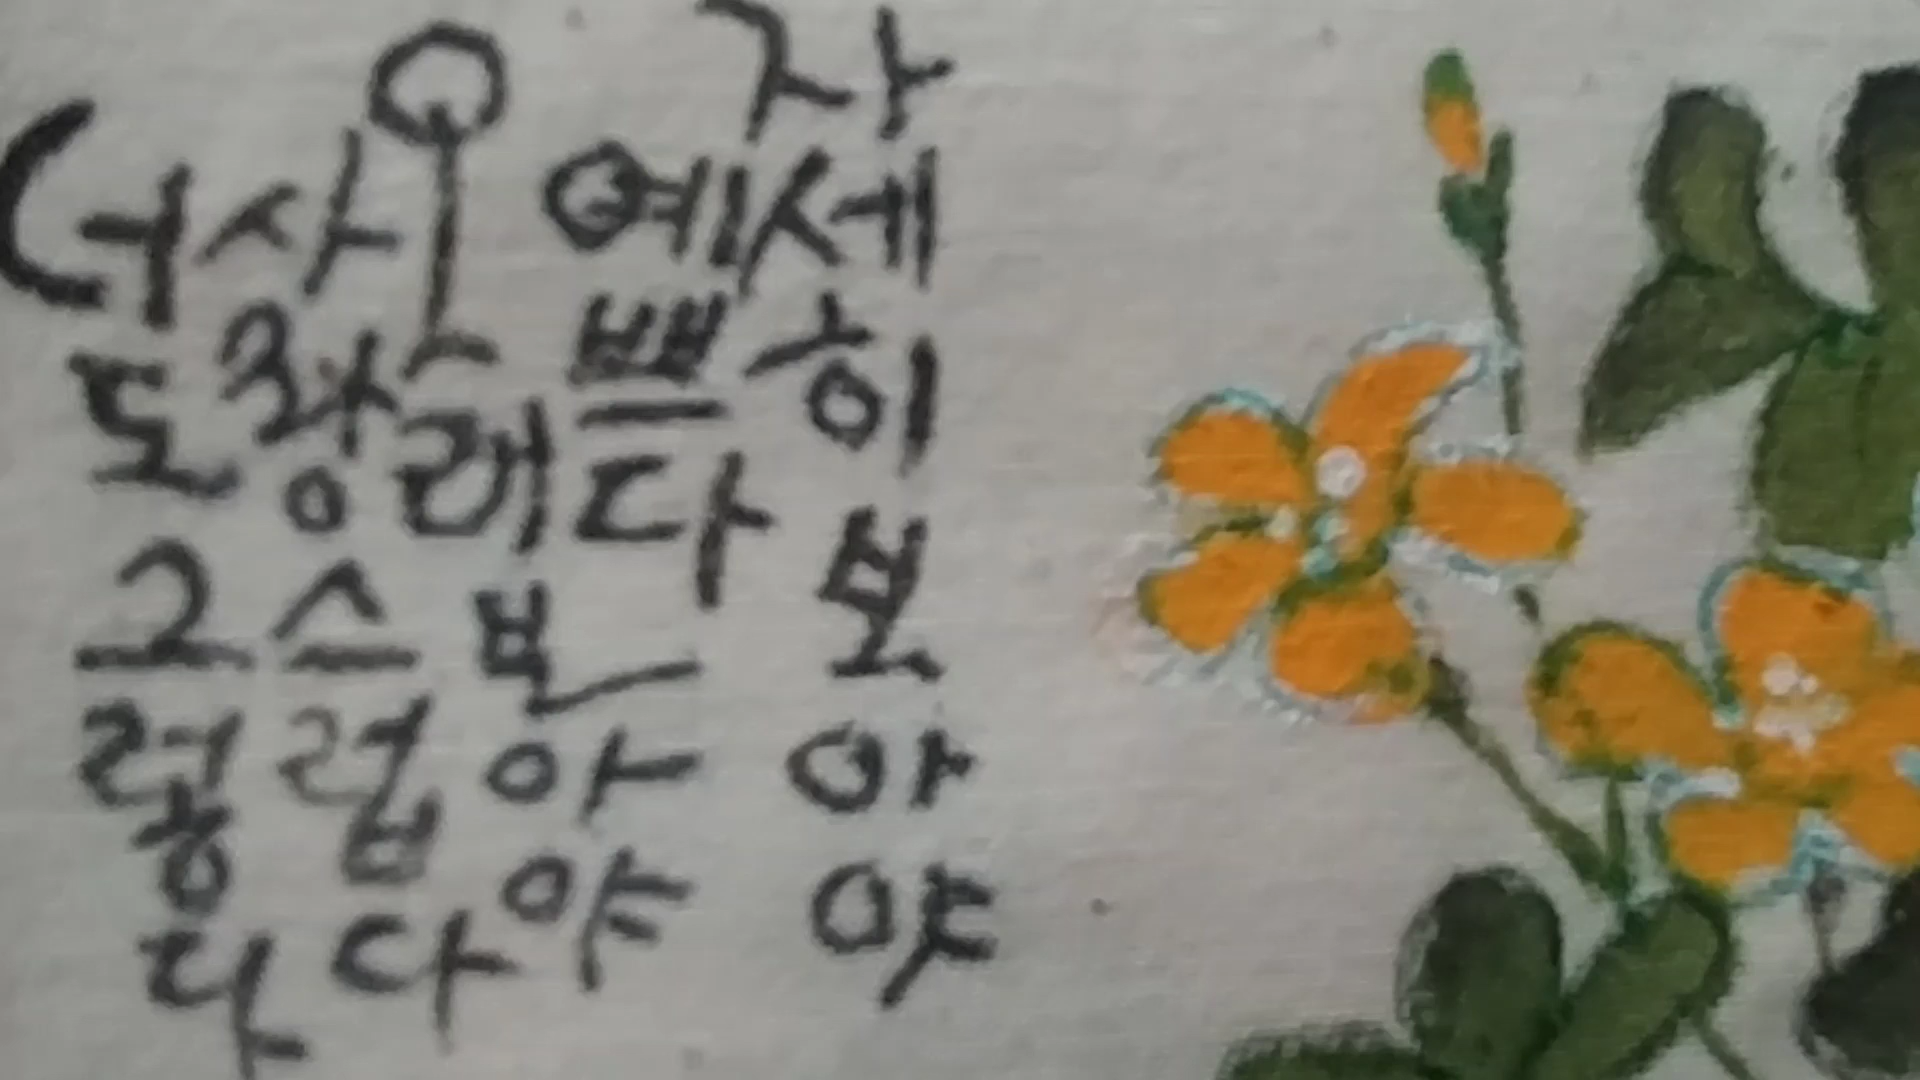 자세히 보아야
예쁘다
오래 보아야
사랑스럽다
너도 그렇다